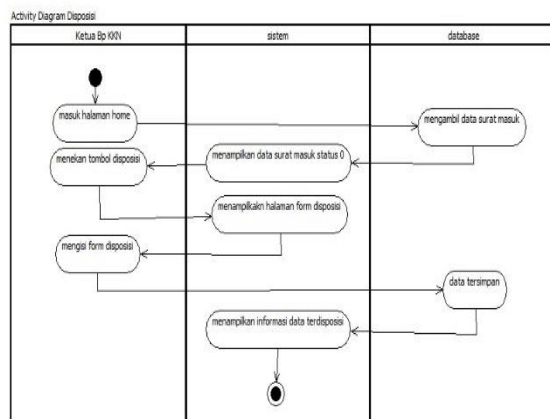 Activity Diagram Disposisi
Ketua Bp KKN
sistem
database
masuk halaman home
mengambil data surat masuk
menampilkan data surat masuk status 0
menekan tombol disposisi
menampilkakn halaman form disposisi
mengisi form disposisi
data tersimpan
menampilkan informasi data terdisposisi